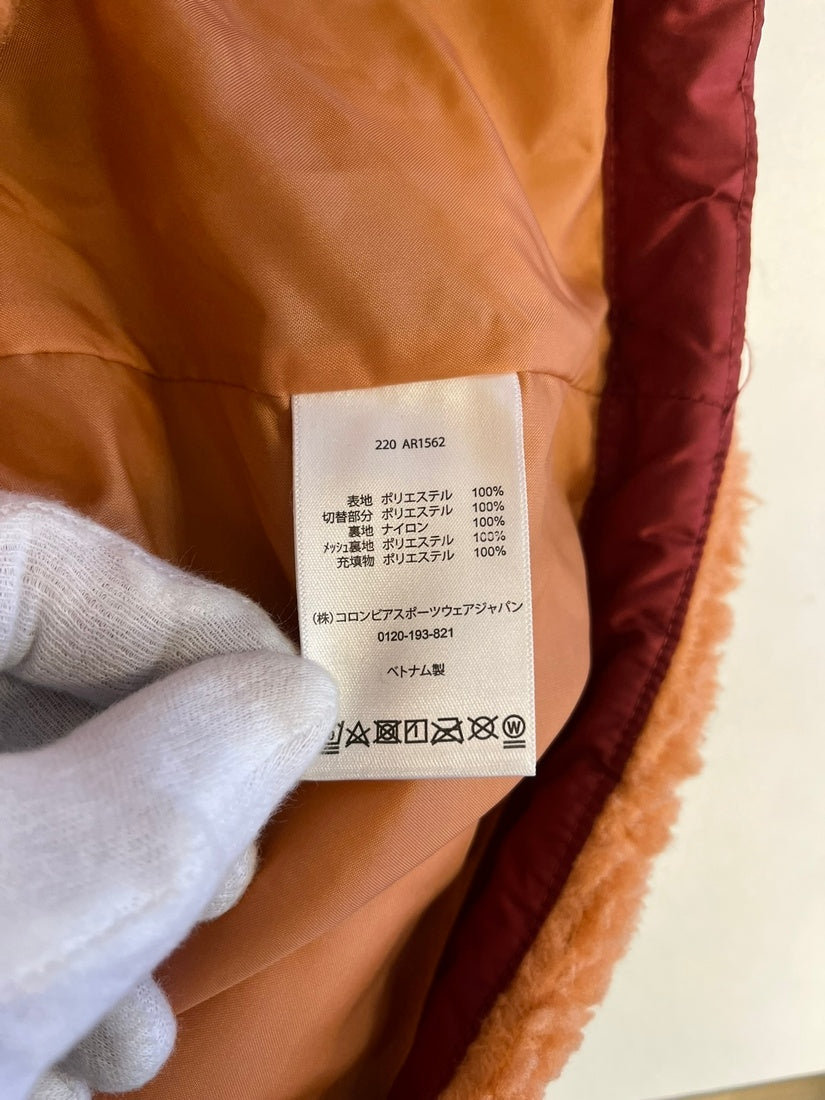 220 AR1562
表地 ポリエステル 100%
切替部分 ポリエステル 100%
裏地 ナイロン 100%
メッシュ裏地 ポリエステル 100%
充填物 ポリエステル 100%
(株)コロンビアスポーツウェアジャパン
0120-193-821
ベトナム製
W